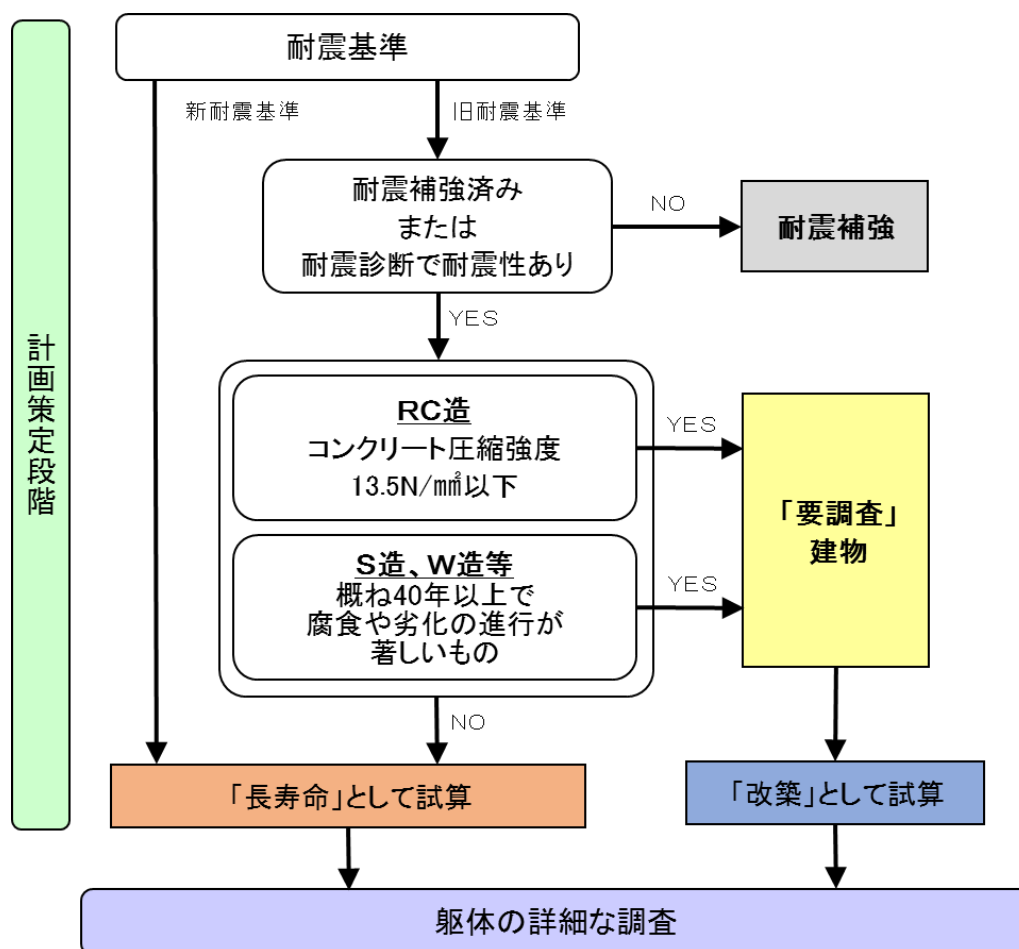 耐震基準
新耐震基準
旧耐震基準
耐震補強済み
または
耐震診断で耐震性あり
NO
耐震補強
YES
計画策定段階
RC造
コンクリート圧縮強度
13.5N/㎟以下
YES
「要調査」
建物
S造、W造等
概ね40年以上で
腐食や劣化の進行が
著しいもの
YES
NO
「長寿命」として試算
「改築」として試算
躯体の詳細な調査